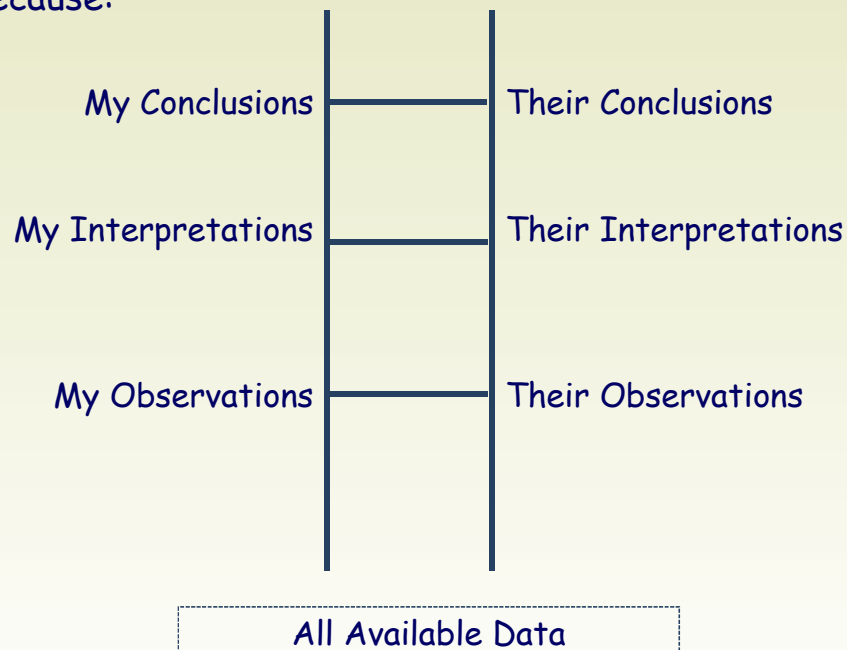 My Conclusions Their Conclusions
My Interpretations Their Interpretations
My Observations Their Observations
All Available Data